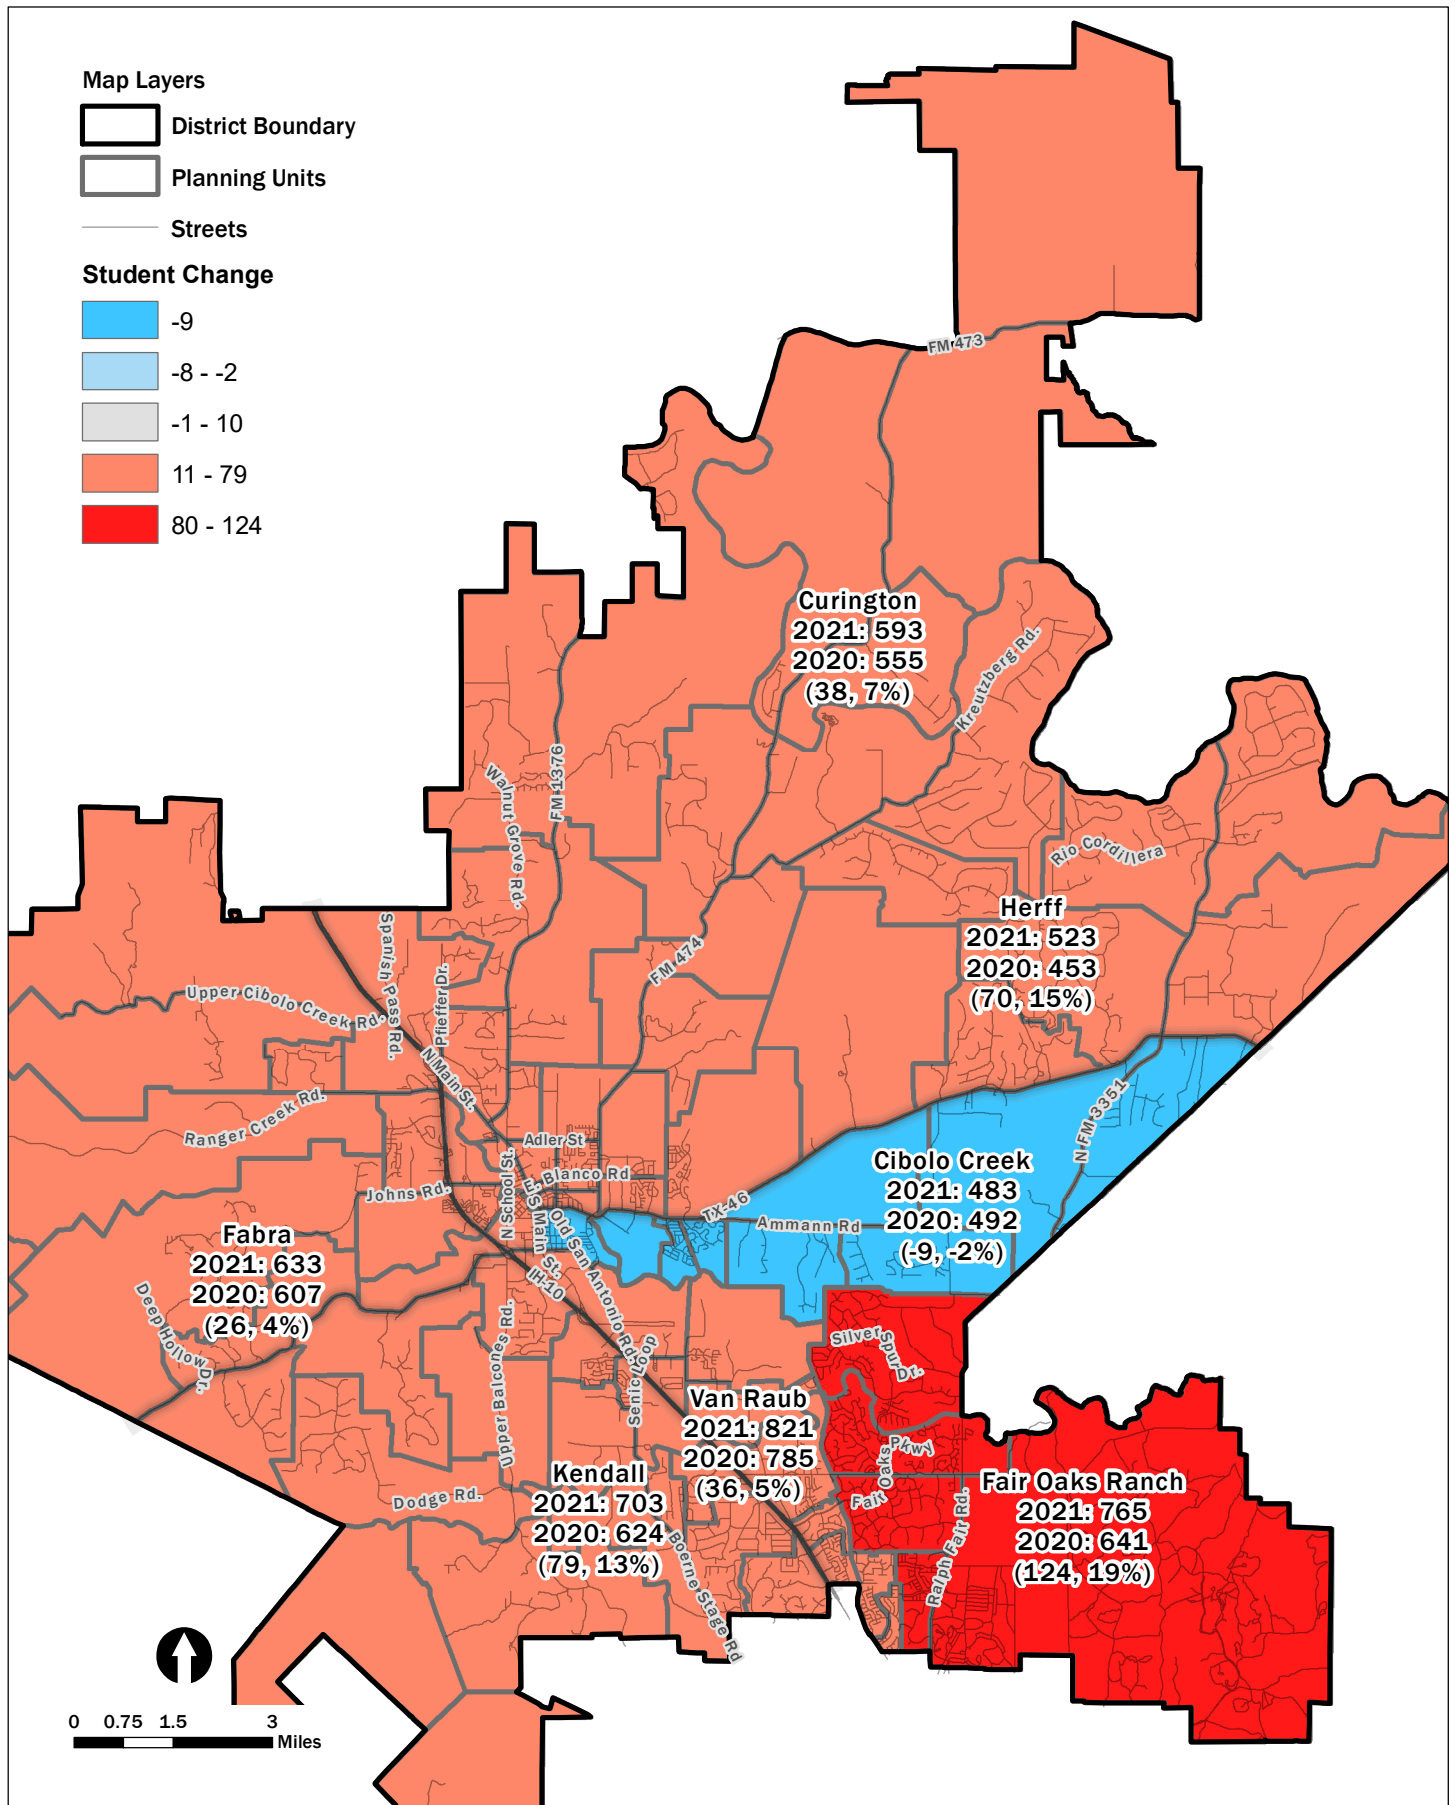 Map Layers
District Boundary
Planning Units
Streets
Student Change
-9
-8 - -2
-1 - 10
11 - 79
80 - 124
FM 473
Curington
2021: 593
2020: 555
(38, 7%)
Kreutzberg Rd.
FM 1376
Walnut Grove Rd.
Rio Cordillera
Herff
2021: 523
2020: 453
(70, 15%)
Spanish Pass Rd.
Pfieffer Dr.
FM 474
Upper Cibolo Creek Rd.
N Main St.
Ranger Creek Rd.
N FM 3351
Adler St
Blanco Rd
Johns Rd.
N School St.
E S Main St.
Old San Antonio Rd.
TX-46
Ammann Rd
Cibolo Creek
2021: 483
2020: 492
(-9, -2%)
Fabra
2021: 633
2020: 607
(26, 4%)
Deep Hollow Dr.
IH-10
Upper Balcones Rd.
Senic Loop
Silver Spur Dr.
Van Raub
2021: 821
2020: 785
(36, 5%)
Fair Oaks Pkwy
Fair Oaks Ranch
2021: 765
2020: 641
(124, 19%)
Ralph Fair Rd.
Kendall
2021: 703
2020: 624
(79, 13%)
Dodge Rd.
Boerne Stage Rd
0 0.75 1.5 3
Miles